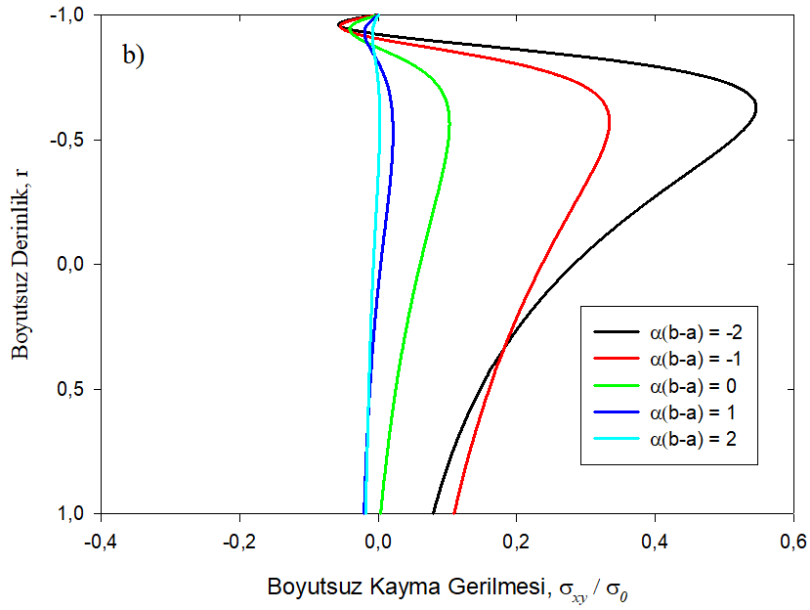 b)
-1,0
-0,5
0,0
0,5
1,0
Boyutsuz Derinlik, r
α(b-a) = -2
α(b-a) = -1
α(b-a) = 0
α(b-a) = 1
α(b-a) = 2
-0,4
-0,2
0,0
0,2
0,4
0,6
Boyutsuz Kayma Gerilmesi, σxy / σ0